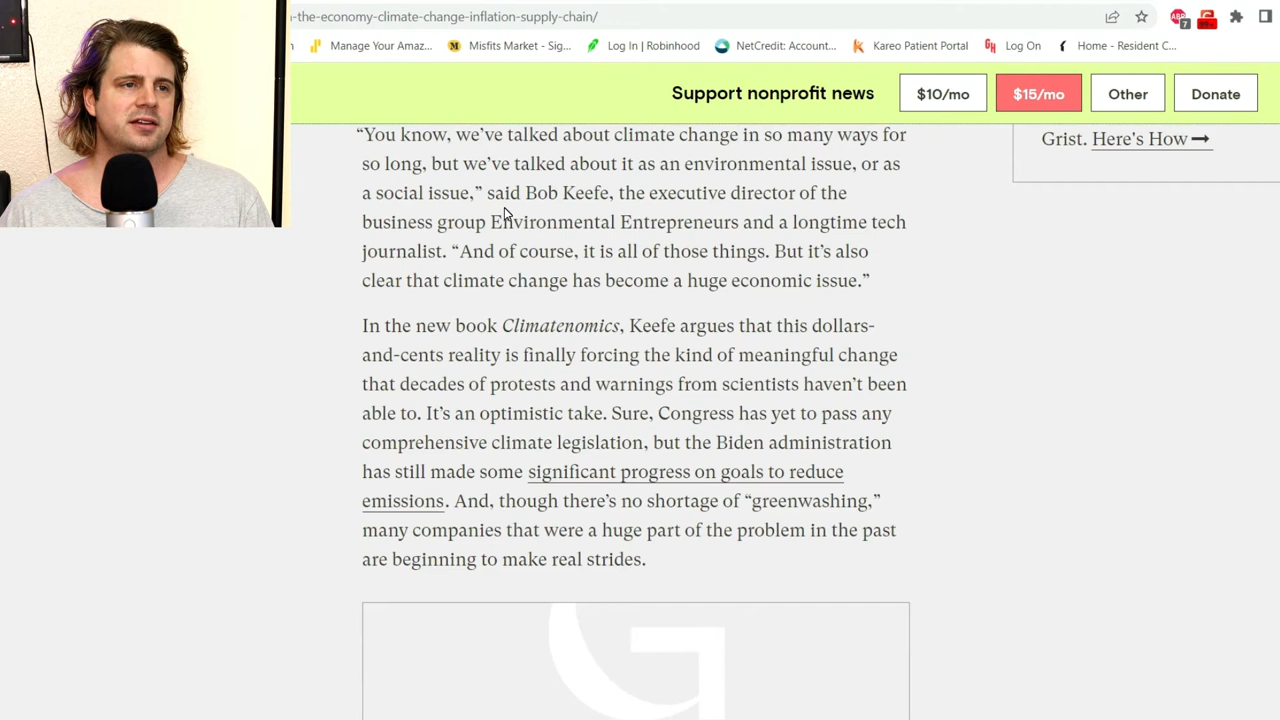 -the-economy-climate-change-inflation-supply-chain/
Manage Your Amaz...
Misfits Market - Sig...
Log In | Robinhood
NetCredit: Account...
Kareo Patient Portal
Log On
Home - Resident C...
Support nonprofit news
$10/mo
$15/mo
Other
Donate
“You know, we’ve talked about climate change in so many ways for
so long, but we’ve talked about it as an environmental issue, or as
a social issue,” said Bob Keefe, the executive director of the
business group Environmental Entrepreneurs and a longtime tech
journalist. “And of course, it is all of those things. But it’s also
clear that climate change has become a huge economic issue.”
In the new book Climatenomics, Keefe argues that this dollars-
and-cents reality is finally forcing the kind of meaningful change
that decades of protests and warnings from scientists haven’t been
able to. It’s an optimistic take. Sure, Congress has yet to pass any
comprehensive climate legislation, but the Biden administration
has still made some significant progress on goals to reduce
emissions. And, though there’s no shortage of “greenwashing,”
many companies that were a huge part of the problem in the past
are beginning to make real strides.
Grist. Here's How
G